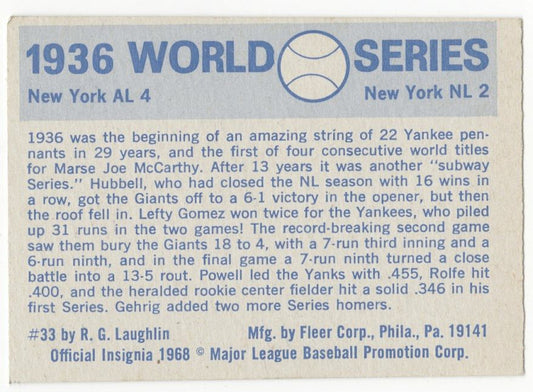 1936 WORLD SERIES
New York AL 4 New York NL 2
1936 was the beginning of an amazing string of 22 Yankee pen-
nants in 29 years, and the first of four consecutive world titles
for Marse Joe McCarthy. After 13 years it was another "subway
Series." Hubbell, who had closed the NL season with 16 wins in
a row, got the Giants off to a 6-1 victory in the opener, but then
the roof fell in. Lefty Gomez won twice for the Yankees, who piled
up 31 runs in the two games! The record-breaking second game
saw them bury the Giants 18 to 4, with a 7-run third inning and a
6-run ninth, and in the final game a 7-run ninth turned a close
battle into a 13-5 rout. Powell led the Yanks with .455, Rolfe hit
.400, and the heralded rookie center fielder hit a solid .346 in his
first Series. Gehrig added two more Series homers.
#33 by R. G. Laughlin Mfg. by Fleer Corp., Phila., Pa. 19141
Official Insignia 1968 © Major League Baseball Promotion Corp.